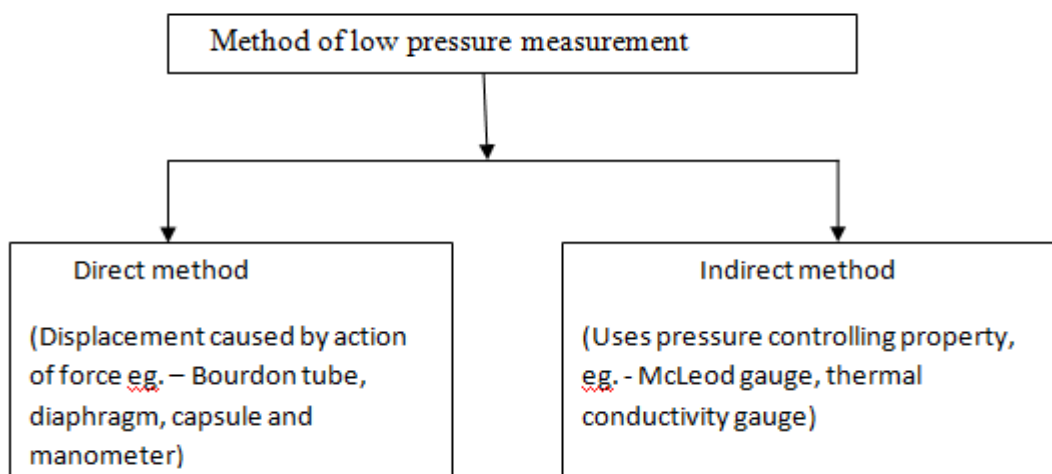 Method of low pressure measurement
Direct method
(Displacement caused by action
of force eg. – Bourdon tube,
diaphragm, capsule and
manometer)
Indirect method
(Uses pressure controlling property,
eg. - McLeod gauge, thermal
conductivity gauge)